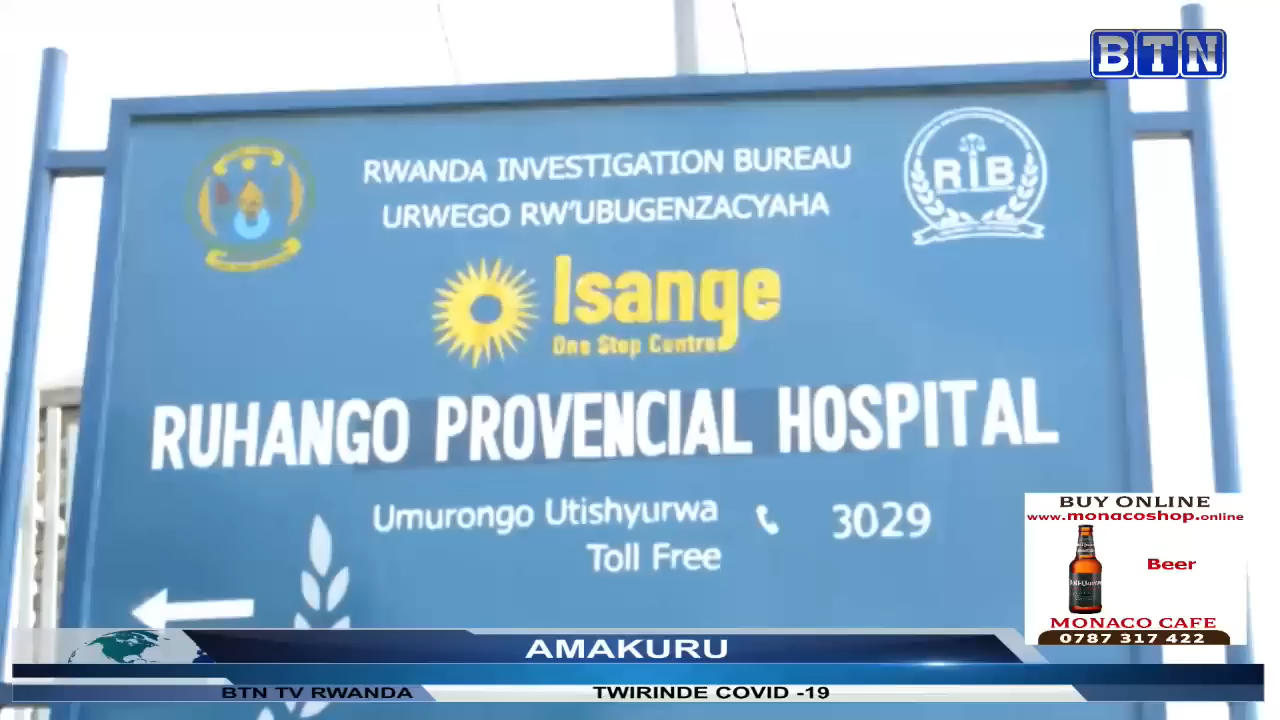 BTN
RWANDA INVESTIGATION BUREAU
URWEGO RW'UBUGENZACYAHA
RIB
Isange
One Stop Centre
RUHANGO PROVENCIAL HOSPITAL
Umurongo Utishyurwa 3029
Toll Free
BUY ONLINE
www.monacoshop.online
Beer
MONACO CAFE
0787 317 422
AMAKURU
BTN TV RWANDA
TWIRINDE COVID -19